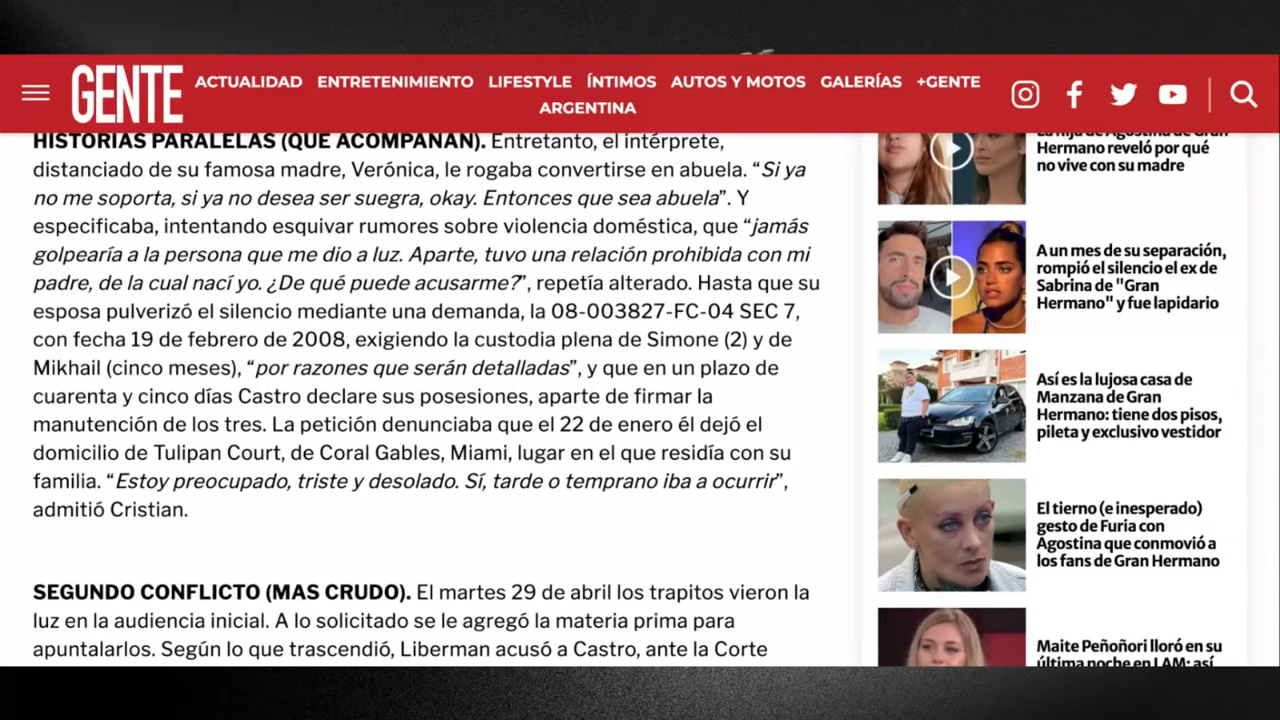 GENTE
ACTUALIDAD ENTRETENIMIENTO LIFESTYLE ÍNTIMOS AUTOS Y MOTOS GALERÍAS +GENTE
ARGENTINA
HISTORIAS PARALELAS (QUE ACOMPAÑAN). Entretanto, el intérprete,
distanciado de su famosa madre, Verónica, le rogaba convertirse en abuela. “Si ya
no me soporta, si ya no desea ser suegra, okay. Entonces que sea abuela”. Y
especificaba, intentando esquivar rumores sobre violencia doméstica, que “jamás
golpearía a la persona que me dio a luz. Aparte, tuvo una relación prohibida con mi
padre, de la cual nací yo. ¿De qué puede acusarme?”, repetía alterado. Hasta que su
esposa pulverizó el silencio mediante una demanda, la 08-003827-FC-04 SEC 7,
con fecha 19 de febrero de 2008, exigiendo la custodia plena de Simone (2) y de
Mikhail (cinco meses), “por razones que serán detalladas”, y que en un plazo de
cuarenta y cinco días Castro declare sus posesiones, aparte de firmar la
manutención de los tres. La petición denunciaba que el 22 de enero él dejó el
domicilio de Tulipan Court, de Coral Gables, Miami, lugar en el que residía con su
familia. “Estoy preocupado, triste y desolado. Sí, tarde o temprano iba a ocurrir”,
admitió Cristian.
SEGUNDO CONFLICTO (MAS CRUDO). El martes 29 de abril los trapitos vieron la
luz en la audiencia inicial. A lo solicitado se le agregó la materia prima para
apuntalarlos. Según lo que trascendió, Liberman acusó a Castro, ante la Corte
La hija de Agostina de Gran
Hermano reveló por qué
no vive con su madre
A un mes de su separación,
rompió el silencio el ex de
Sabrina de "Gran
Hermano" y fue lapidario
Así es la lujosa casa de
Manzana de Gran
Hermano: tiene dos pisos,
pileta y exclusivo vestidor
El tierno (e inesperado)
gesto de Furia con
Agostina que conmovió a
los fans de Gran Hermano
Maite Peñoñori lloró en su
última noche en LAM: así